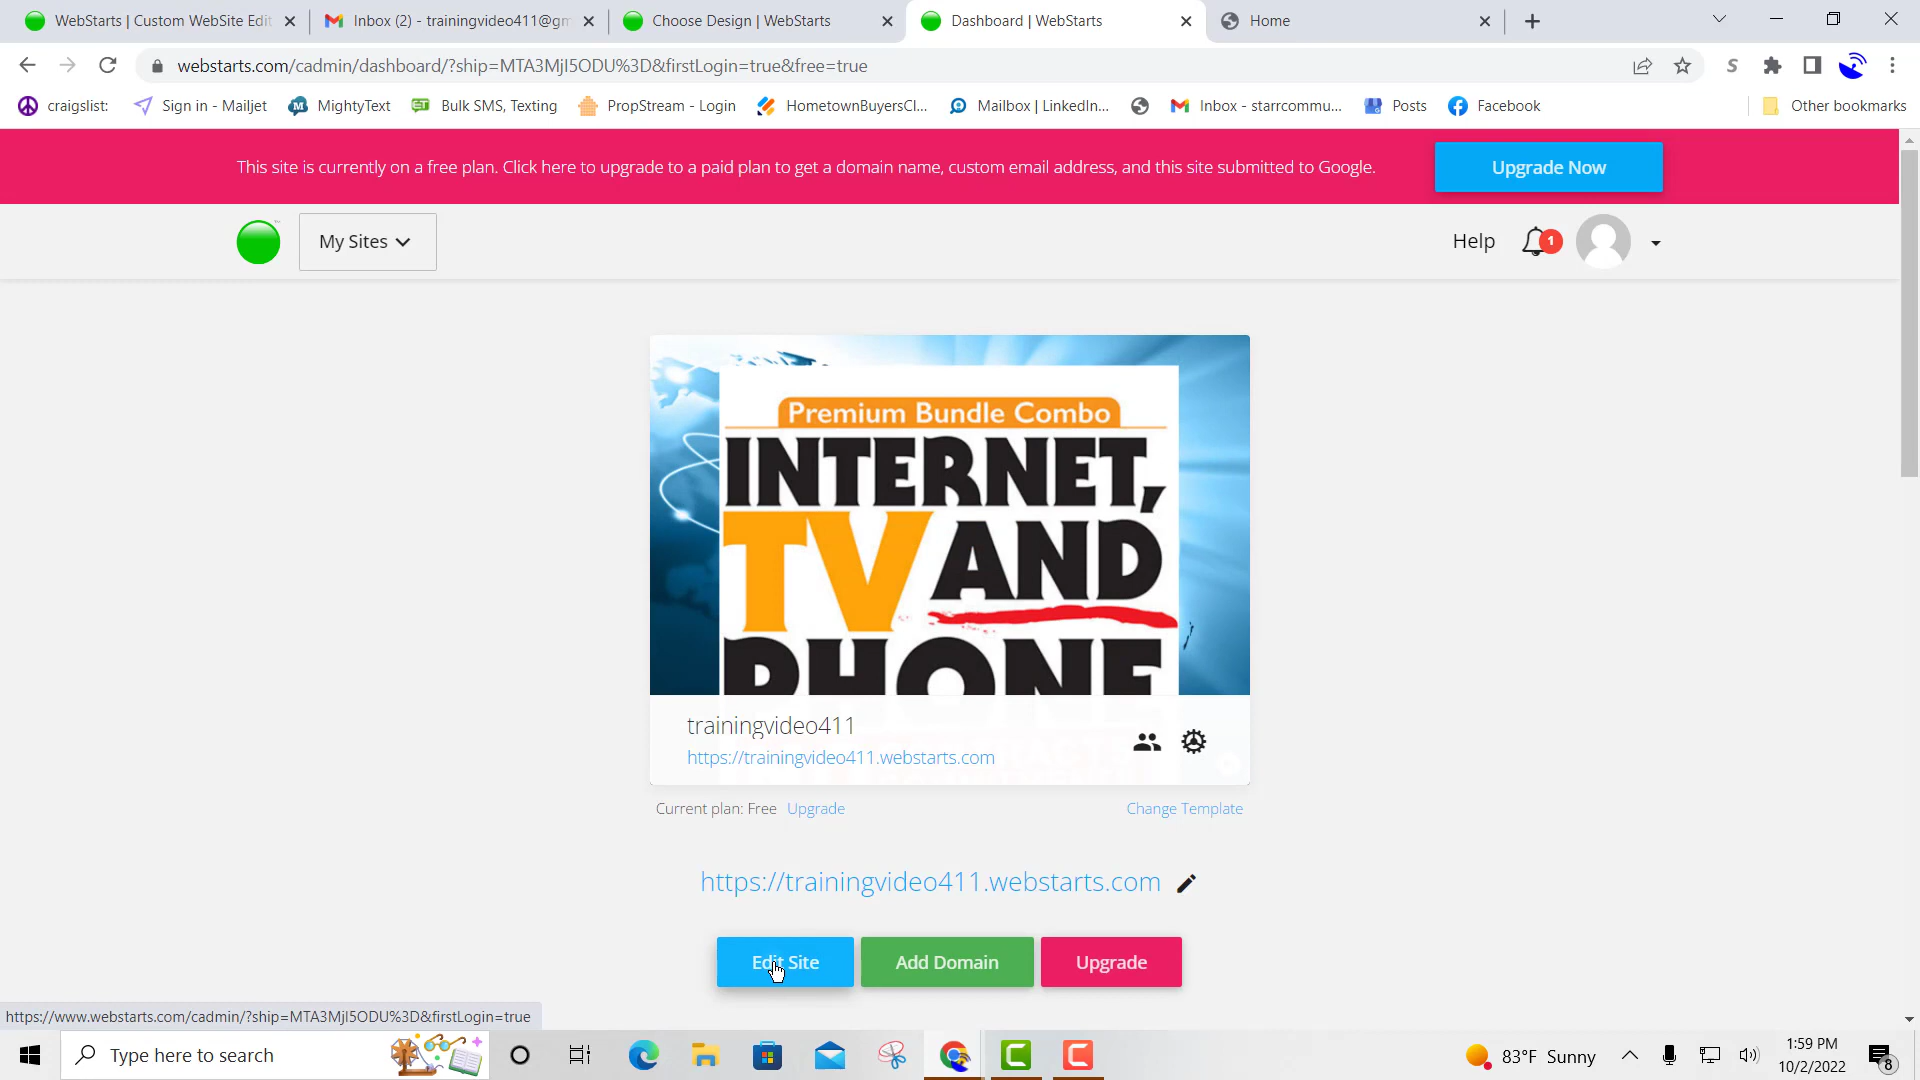 WebStarts | Custom WebSite Edit
Inbox (2) - trainingvideo411@gm
Choose Design | WebStarts
Dashboard | WebStarts
Home
webstarts.com/cadmin/dashboard/?ship=MTA3MjI5ODU%3D&firstLogin=true&free=true
S
craigslist:
Sign in - Mailjet
MightyText
Bulk SMS, Texting
PropStream - Login
HometownBuyersCl...
Mailbox | LinkedIn...
Inbox - starrcommu...
Posts
Facebook
Other bookmarks
This site is currently on a free plan. Click here to upgrade to a paid plan to get a domain name, custom email address, and this site submitted to Google.
Upgrade Now
My Sites
Help
1
Premium Bundle Combo
INTERNET,
TV AND
PHONE
trainingvideo411
https://trainingvideo411.webstarts.com
Current plan: Free Upgrade
Change Template
https://trainingvideo411.webstarts.com
Edit Site
Add Domain
Upgrade
https://www.webstarts.com/cadmin/?ship=MTA3MjI5ODU%3D&firstLogin=true
Type here to search
83°F Sunny
1:59 PM
10/2/2022
8